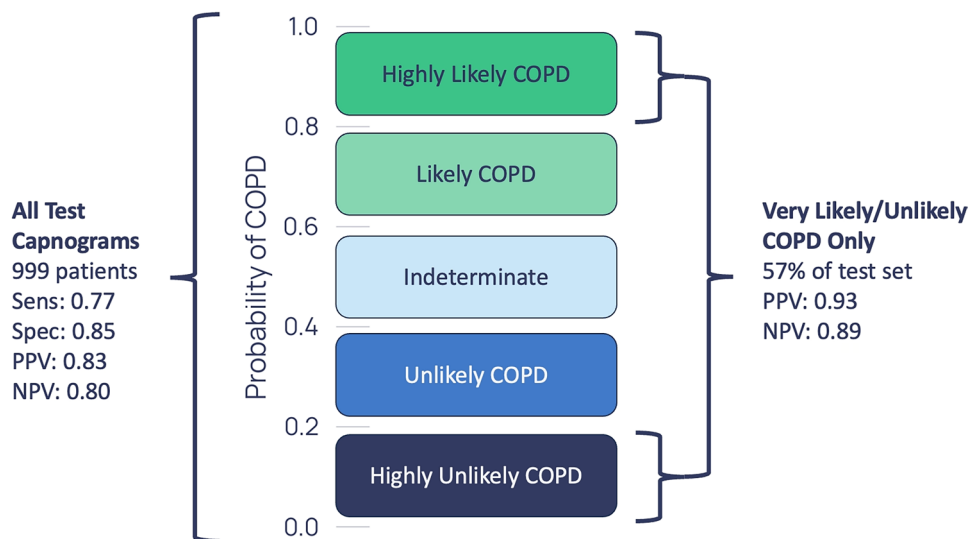 All Test
Capnograms
999 patients
Sens: 0.77
Spec: 0.85
PPV: 0.83
NPV: 0.80
Probability of COPD
1.0
0.8
0.6
0.4
0.2
0.0
Highly Likely COPD
Likely COPD
Indeterminate
Unlikely COPD
Highly Unlikely COPD
Very Likely/Unlikely
COPD Only
57% of test set
PPV: 0.93
NPV: 0.89